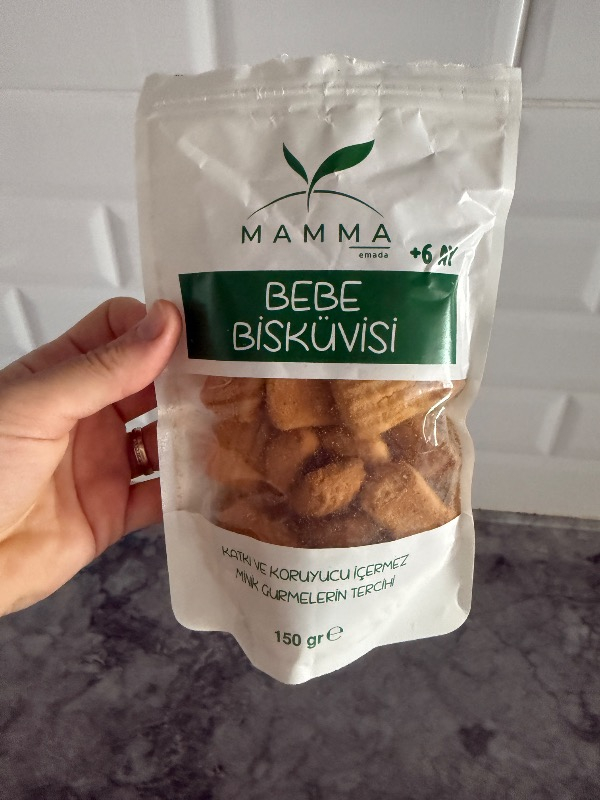 MAMMA
emada
+6 AY
BEBE
BİSKÜVİSİ
KATKI VE KORUYUCU İÇERMEZ
MİNİK GURMELERİN TERCİHİ
150 gr ℮